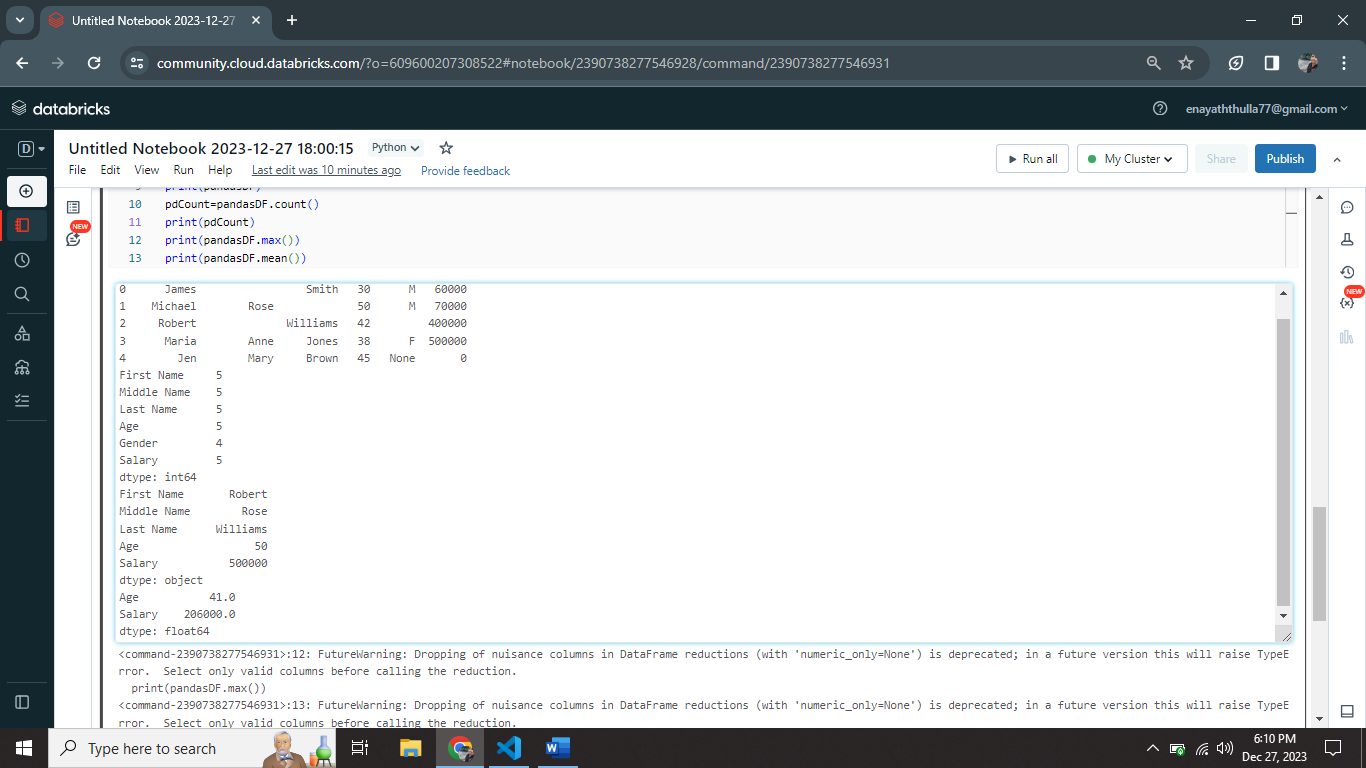 Untitled Notebook 2023-12-27
community.cloud.databricks.com/?o=609600207308522#notebook/2390738277546928/command/2390738277546931
databricks
enayaththulla77@gmail.com
D
Untitled Notebook 2023-12-27 18:00:15 Python
File Edit View Run Help Last edit was 10 minutes ago Provide feedback
Run all My Cluster Share Publish
NEW
NEW
9 print(pandasDF)
10 pdCount=pandasDF.count()
11 print(pdCount)
12 print(pandasDF.max())
13 print(pandasDF.mean())
0 James Smith 30 M 60000
1 Michael Rose 50 M 70000
2 Robert Williams 42 400000
3 Maria Anne Jones 38 F 500000
4 Jen Mary Brown 45 None 0
First Name 5
Middle Name 5
Last Name 5
Age 5
Gender 4
Salary 5
dtype: int64
First Name Robert
Middle Name Rose
Last Name Williams
Age 50
Salary 500000
dtype: object
Age 41.0
Salary 206000.0
dtype: float64
<command-2390738277546931>:12: FutureWarning: Dropping of nuisance columns in DataFrame reductions (with 'numeric_only=None') is deprecated; in a future version this will raise TypeE
rror. Select only valid columns before calling the reduction.
print(pandasDF.max())
<command-2390738277546931>:13: FutureWarning: Dropping of nuisance columns in DataFrame reductions (with 'numeric_only=None') is deprecated; in a future version this will raise TypeE
rror. Select only valid columns before calling the reduction.
Type here to search
6:10 PM
Dec 27, 2023